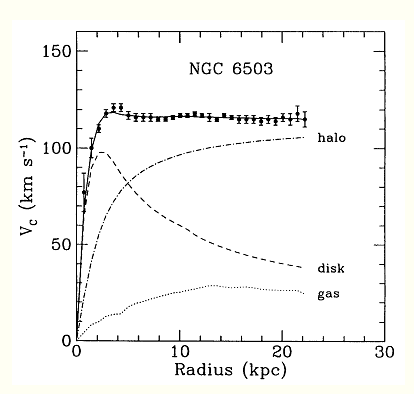 NGC 6503
150
100
50
0
V_C (km s⁻¹)
halo
disk
gas
0 10 20 30
Radius (kpc)